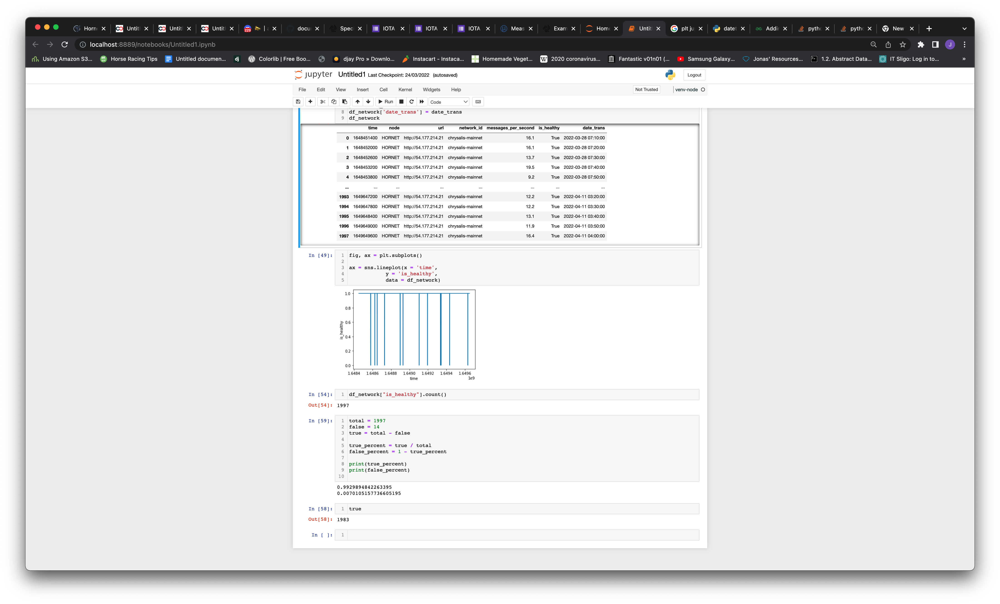 Horn
Untitl
Untitl
Untitl
229
docu
Speci
IOTA
IOTA
IOTA
Meas
Exam
Home
Untitl
plt ju
datet
Addin
pytho
pytho
New
localhost:8889/notebooks/Untitled1.ipynb
J
Using Amazon S3...
Horse Racing Tips
Untitled documen...
dj
Colorlib | Free Boo...
djay Pro » Downlo...
Instacart - Instaca...
Homemade Veget...
W 2020 coronavirus...
Fantastic v01n01 (...
Samsung Galaxy...
Jonas' Resources...
1.2. Abstract Data...
IT Sligo: Log in to...
»
jupyter Untitled1 Last Checkpoint: 24/03/2022 (autosaved)
Logout
File Edit View Insert Cell Kernel Widgets Help
Not Trusted
venv-node
Run
Code
8 df_network['date_trans'] = date_trans
9 df_network
time node url network_id messages_per_second is_healthy date_trans
0 1648451400 HORNET http://54.177.214.21 chrysalis-mainnet 16.1 True 2022-03-28 07:10:00
1 1648452000 HORNET http://54.177.214.21 chrysalis-mainnet 16.1 True 2022-03-28 07:20:00
2 1648452600 HORNET http://54.177.214.21 chrysalis-mainnet 13.7 True 2022-03-28 07:30:00
3 1648453200 HORNET http://54.177.214.21 chrysalis-mainnet 19.5 True 2022-03-28 07:40:00
4 1648453800 HORNET http://54.177.214.21 chrysalis-mainnet 9.2 True 2022-03-28 07:50:00
... ... ... ... ... ... ... ...
1993 1649647200 HORNET http://54.177.214.21 chrysalis-mainnet 12.2 True 2022-04-11 03:20:00
1994 1649647800 HORNET http://54.177.214.21 chrysalis-mainnet 12.2 True 2022-04-11 03:30:00
1995 1649648400 HORNET http://54.177.214.21 chrysalis-mainnet 13.1 True 2022-04-11 03:40:00
1996 1649649000 HORNET http://54.177.214.21 chrysalis-mainnet 11.9 True 2022-04-11 03:50:00
1997 1649649600 HORNET http://54.177.214.21 chrysalis-mainnet 16.4 True 2022-04-11 04:00:00
In [49]:
1 fig, ax = plt.subplots()
2
3 ax = sns.lineplot(x = 'time',
4 y = 'is_healthy',
5 data = df_network)
1.0
0.8
0.6
0.4
0.2
0.0
is_healthy
1.6484 1.6486 1.6488 1.6490 1.6492 1.6494 1.6496
time
1e9
In [54]: 1 df_network["is_healthy"].count()
Out[54]: 1997
In [59]:
1 total = 1997
2 false = 14
3 true = total - false
4
5 true_percent = true / total
6 false_percent = 1 - true_percent
7
8 print(true_percent)
9 print(false_percent)
10
0.9929894842263395
0.0070105157736605195
In [58]: 1 true
Out[58]: 1983
In [ ]: 1